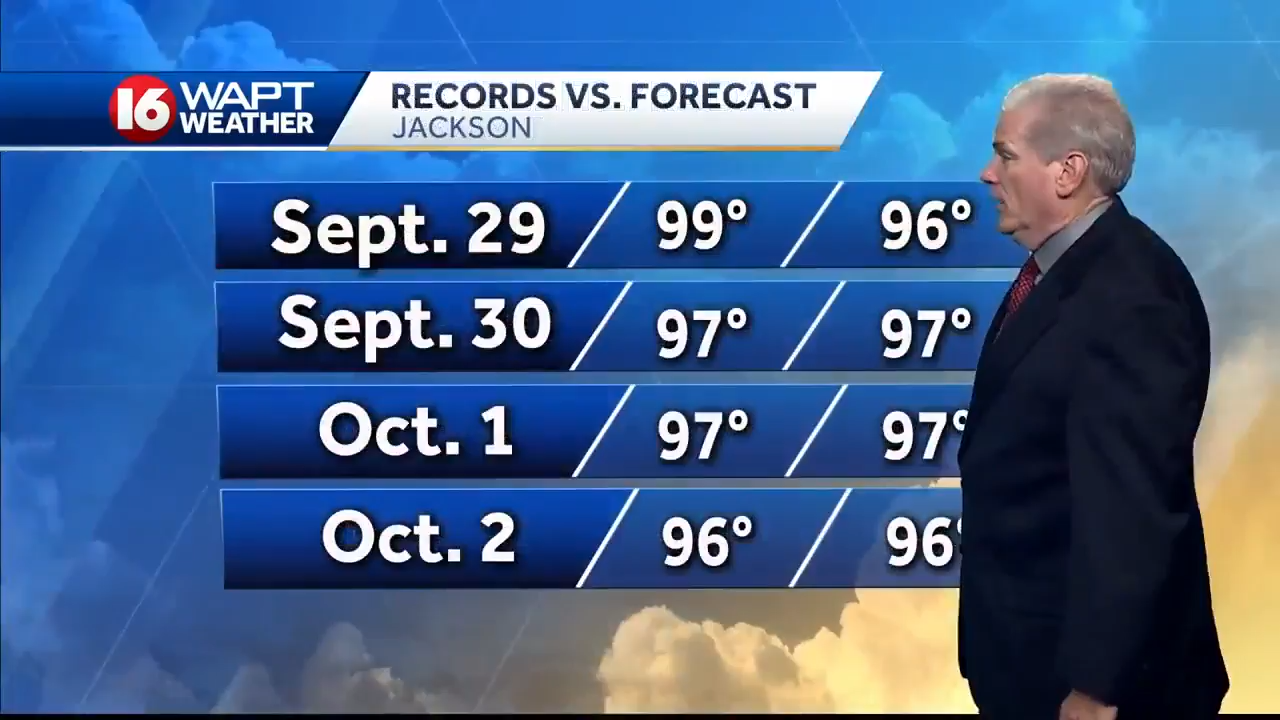 16 WAPT
WEATHER
RECORDS VS. FORECAST
JACKSON
Sept. 29 99° 96°
Sept. 30 97° 97°
Oct. 1 97° 97°
Oct. 2 96° 96°